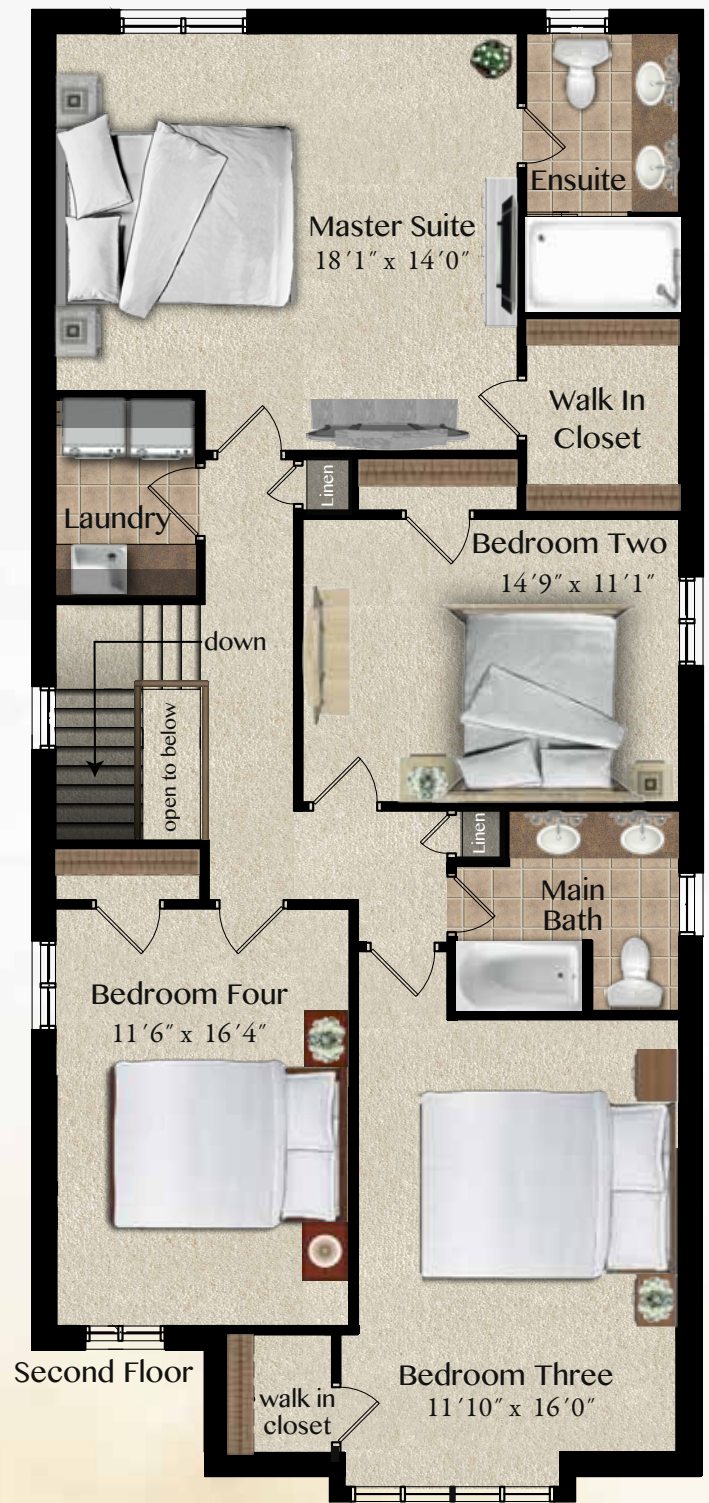 Ensuite
Master Suite
18'1" x 14'0"
Walk In
Closet
Linen
Laundry
Bedroom Two
14'9" x 11'1"
down
open to below
Linen
Main
Bath
Bedroom Four
11'6" x 16'4"
Second Floor
Bedroom Three
11'10" x 16'0"
walk in
closet